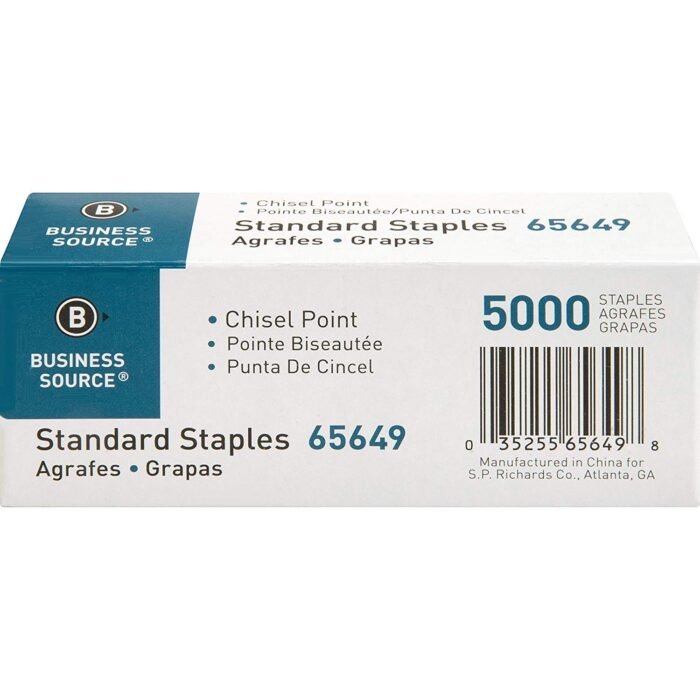 B
BUSINESS
SOURCE®
• Chisel Point
• Pointe Biseautée/Punta De Cincel
Standard Staples 65649
Agrafes • Grapas
B
BUSINESS
SOURCE®
• Chisel Point
• Pointe Biseautée
• Punta De Cincel
5000 STAPLES
AGRAFES
GRAPAS
Standard Staples 65649
Agrafes • Grapas
0 35255 65649 8
Manufactured in China for
S.P. Richards Co., Atlanta, GA